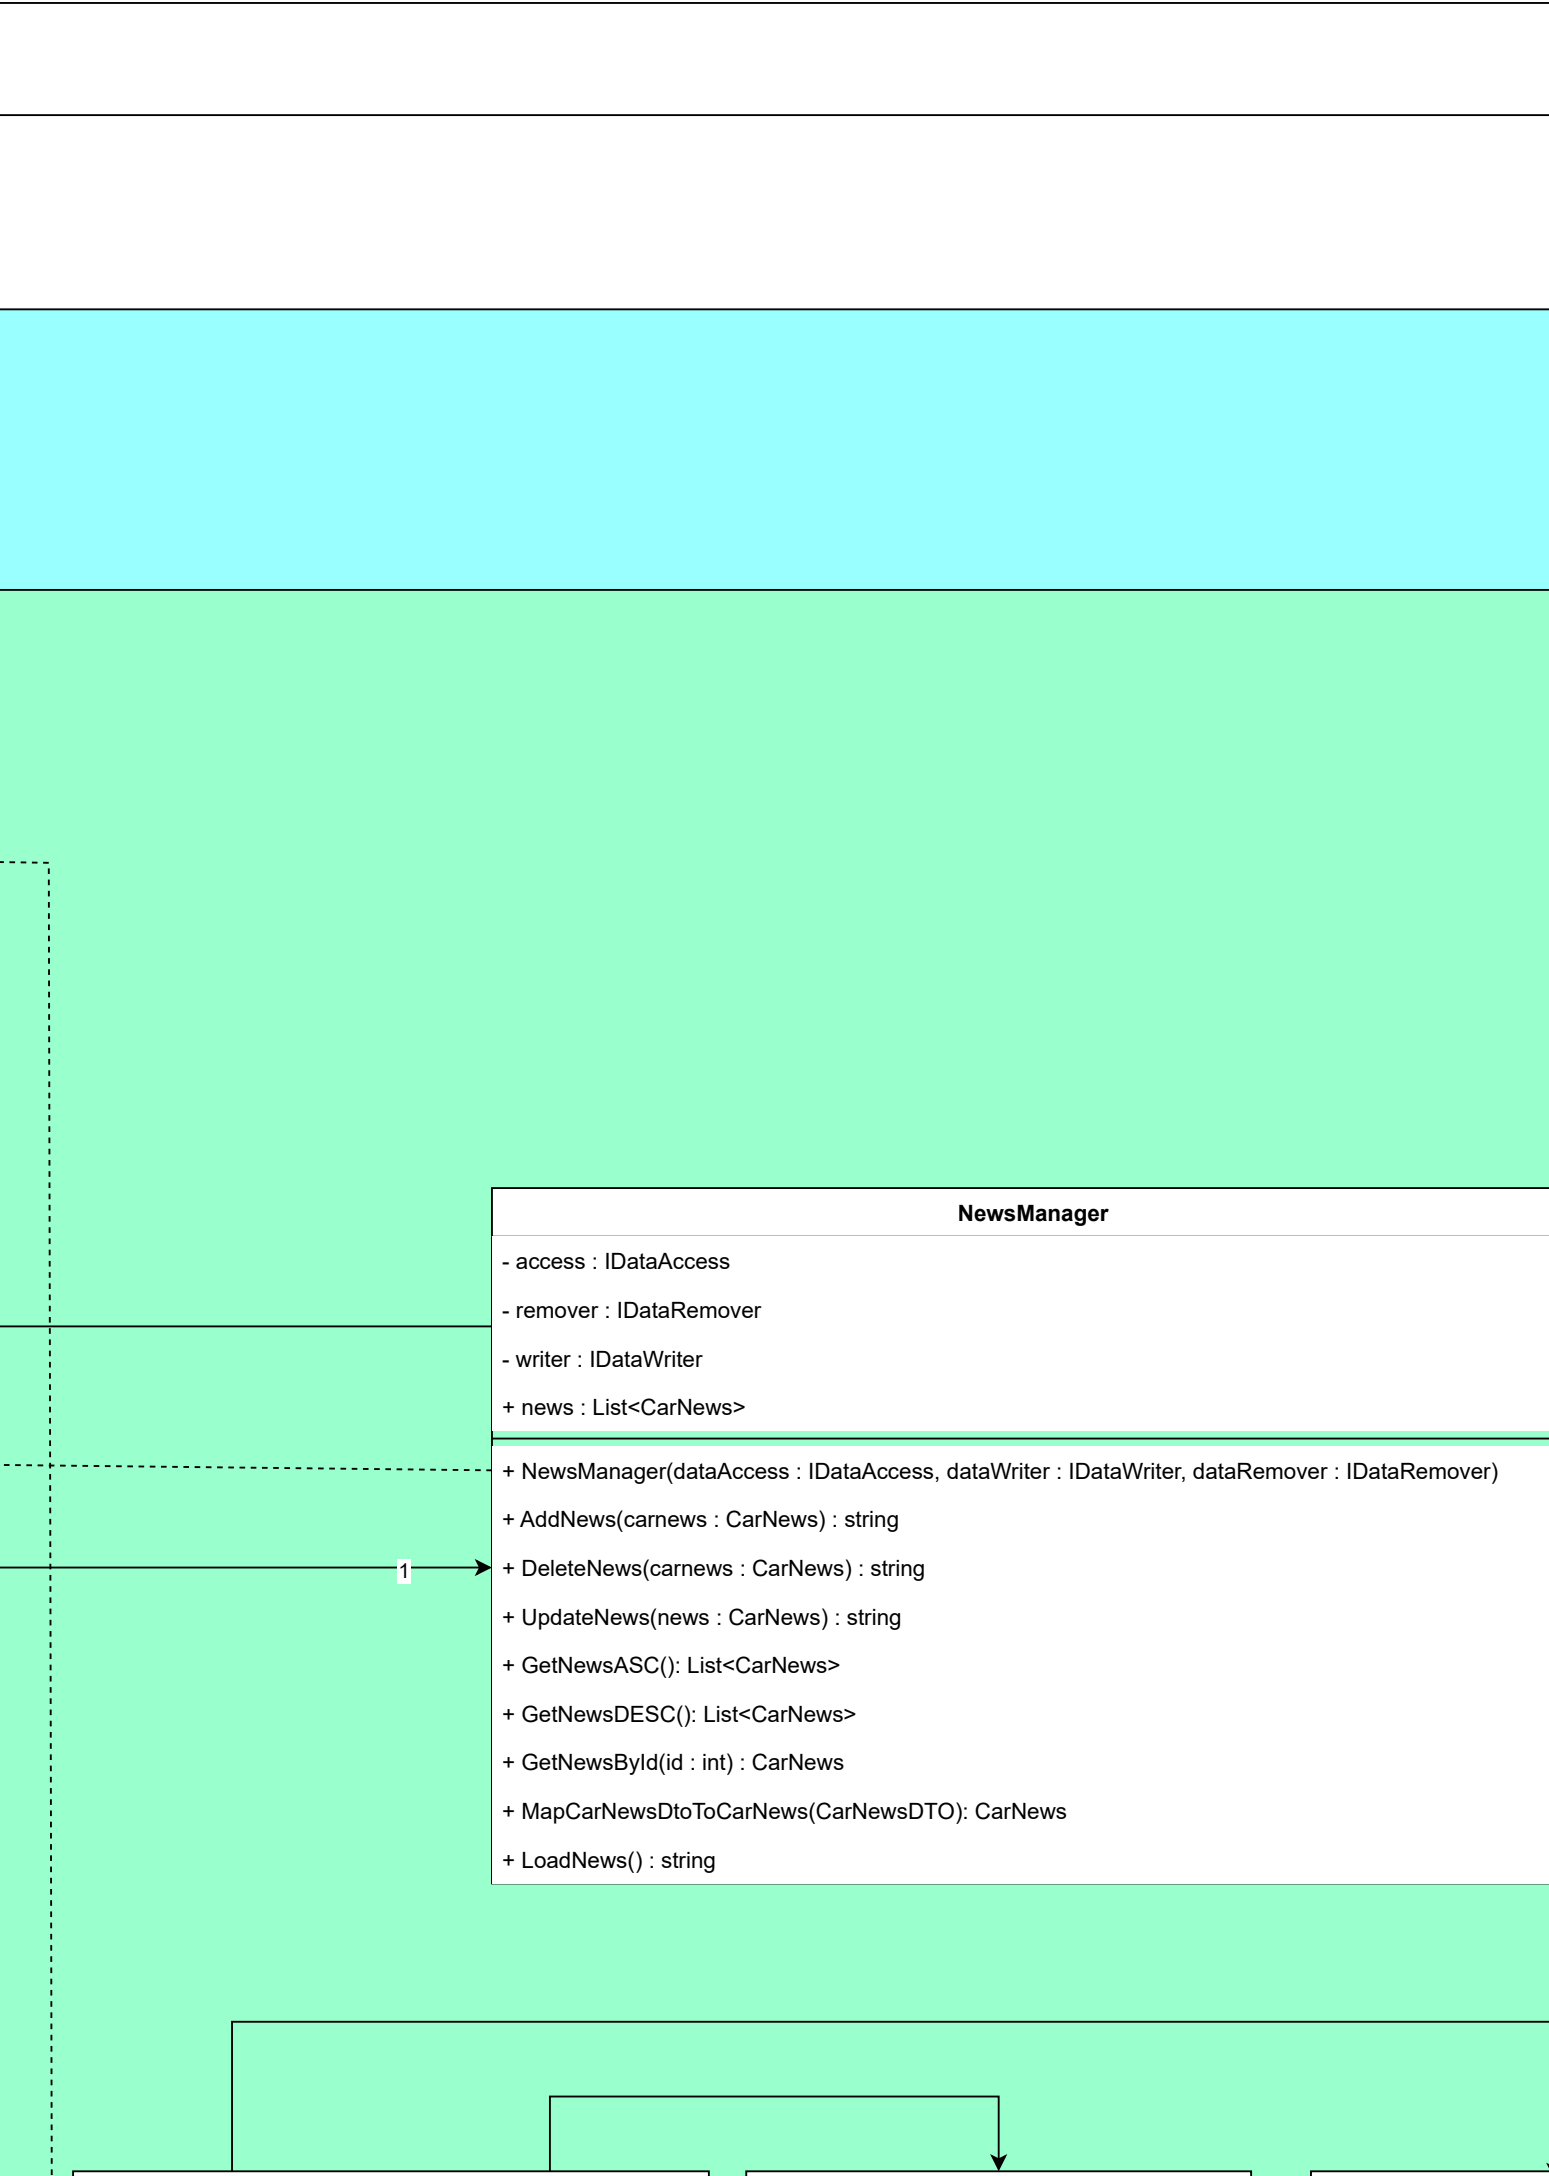 NewsManager
- access : IDataAccess
- remover : IDataRemover
- writer : IDataWriter
+ news : List<CarNews>
+ NewsManager(dataAccess : IDataAccess, dataWriter : IDataWriter, dataRemover : IDataRemover)
+ AddNews(carnews : CarNews) : string
1
+ DeleteNews(carnews : CarNews) : string
+ UpdateNews(news : CarNews) : string
+ GetNewsASC(): List<CarNews>
+ GetNewsDESC(): List<CarNews>
+ GetNewsById(id : int) : CarNews
+ MapCarNewsDtoToCarNews(CarNewsDTO): CarNews
+ LoadNews() : string